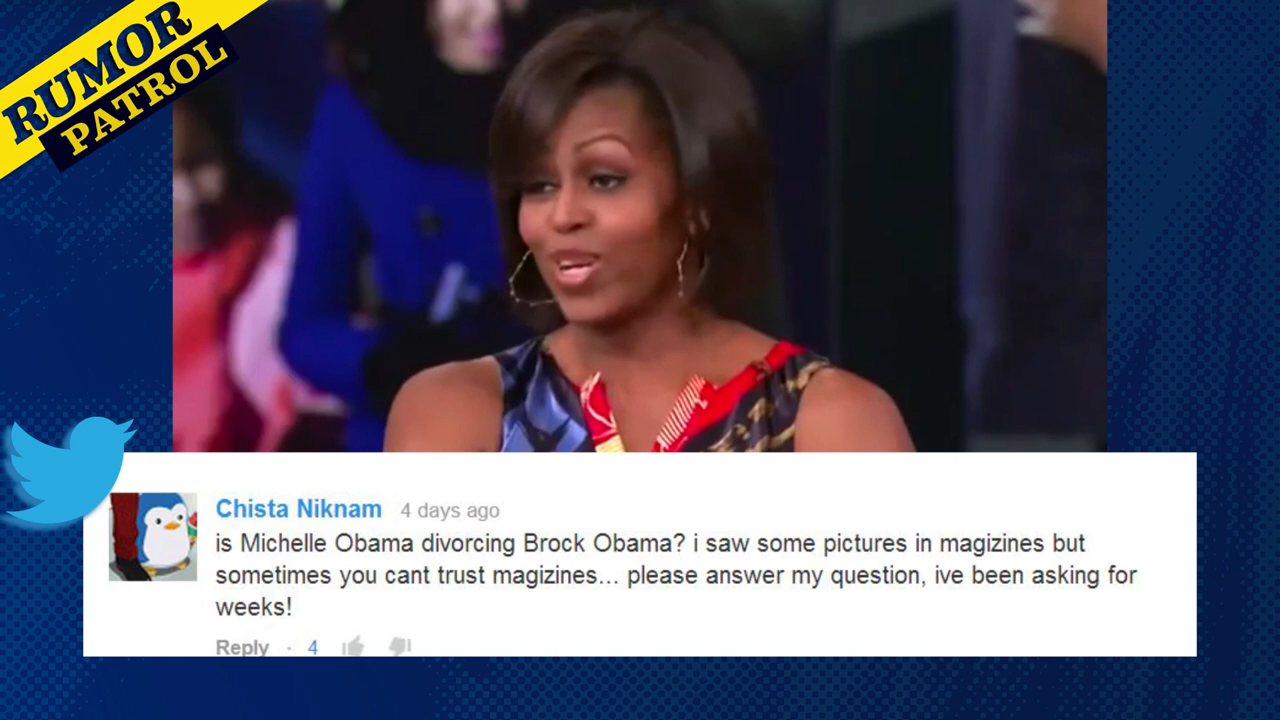 RUMOR
PATROL
Chista Niknam 4 days ago
is Michelle Obama divorcing Brock Obama? i saw some pictures in magizines but
sometimes you cant trust magizines... please answer my question, ive been asking for
weeks!
Reply · 4